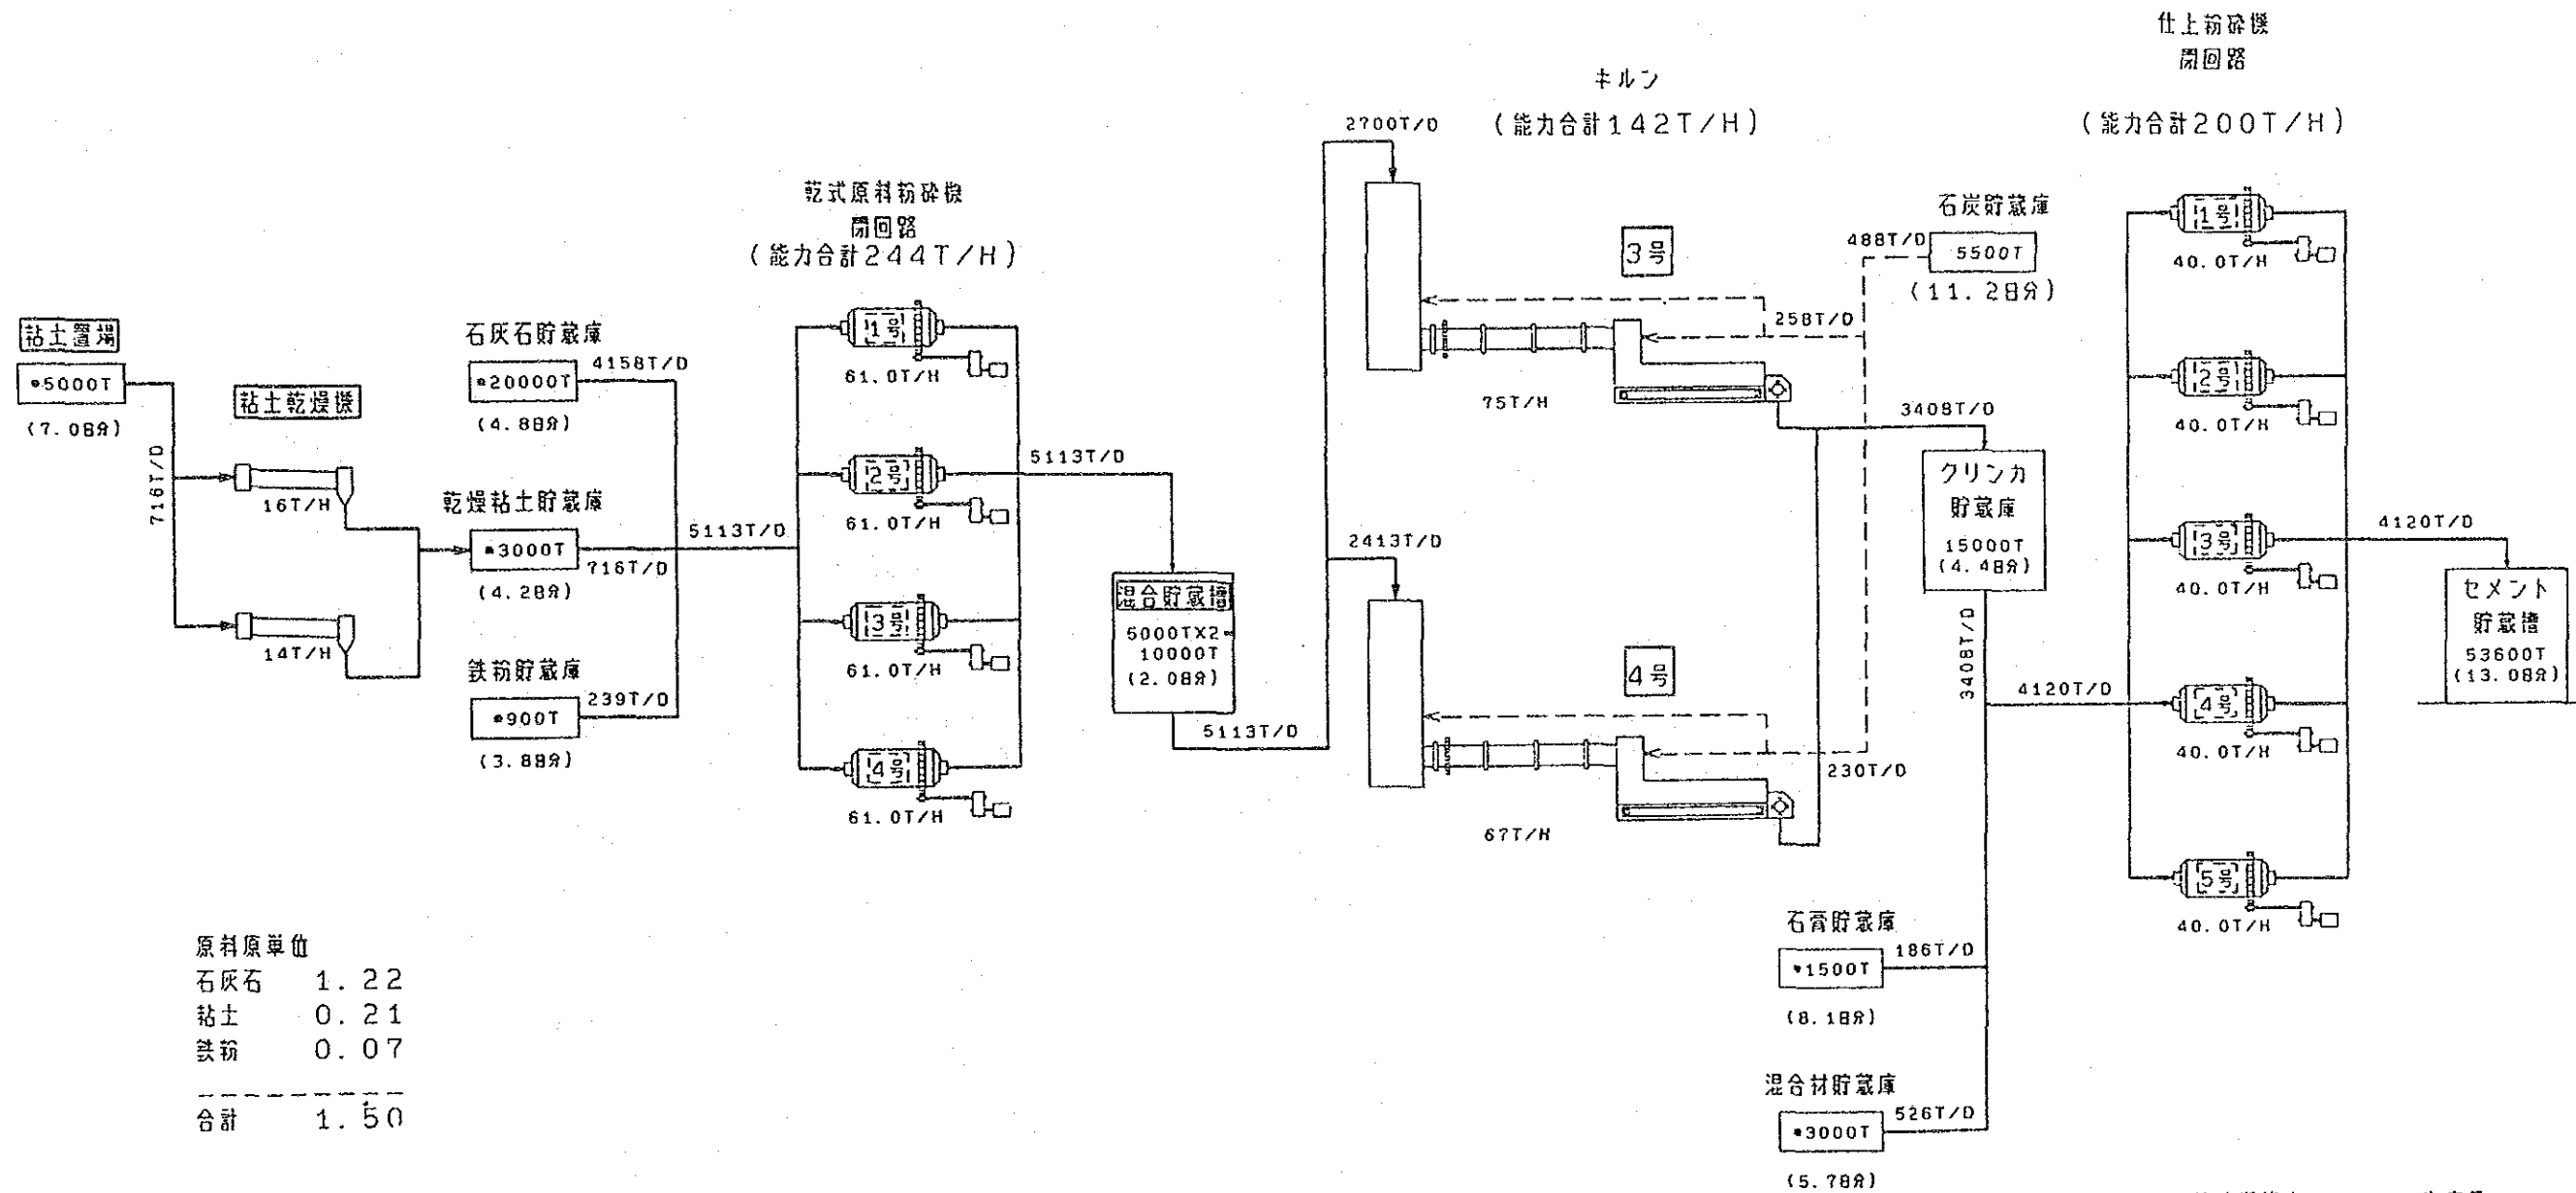 粘土置場
*5000T
(7.0日分)
716T/D
粘土乾燥機
16T/H
14T/H
石灰石貯蔵庫
*20000T
4158T/D
(4.8日分)
乾燥粘土貯蔵庫
*3000T
716T/D
(4.2日分)
鉄粉貯蔵庫
*900T
239T/D
(3.8日分)
5113T/D
乾式原料粉砕機
閉回路
(能力合計244T/H)
1号
61.0T/H
2号
61.0T/H
3号
61.0T/H
4号
61.0T/H
5113T/D
混合貯蔵槽
5000TX2=
10000T
(2.0日分)
5113T/D
キルン
(能力合計142T/H)
2700T/D
3号
75T/H
2413T/D
4号
67T/H
石炭貯蔵庫
488T/D
5500T
(11.2日分)
258T/D
230T/D
3408T/D
クリンカ
貯蔵庫
15000T
(4.4日分)
3408T/D
4120T/D
石膏貯蔵庫
*1500T
186T/D
(8.1日分)
混合材貯蔵庫
*3000T
526T/D
(5.7日分)
仕上粉砕機
閉回路
(能力合計200T/H)
1号
40.0T/H
2号
40.0T/H
3号
40.0T/H
4号
40.0T/H
5号
40.0T/H
4120T/D
セメント
貯蔵槽
53600T
(13.0日分)
原料原単位
石灰石 1.22
粘土 0.21
鉄粉 0.07
合計 1.50